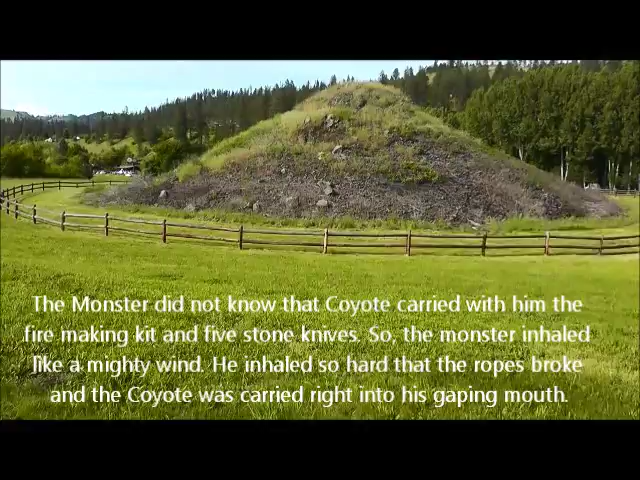 The Monster did not know that Coyote carried with him the
fire making kit and five stone knives. So, the monster inhaled
like a mighty wind. He inhaled so hard that the ropes broke
and the Coyote was carried right into his gaping mouth.